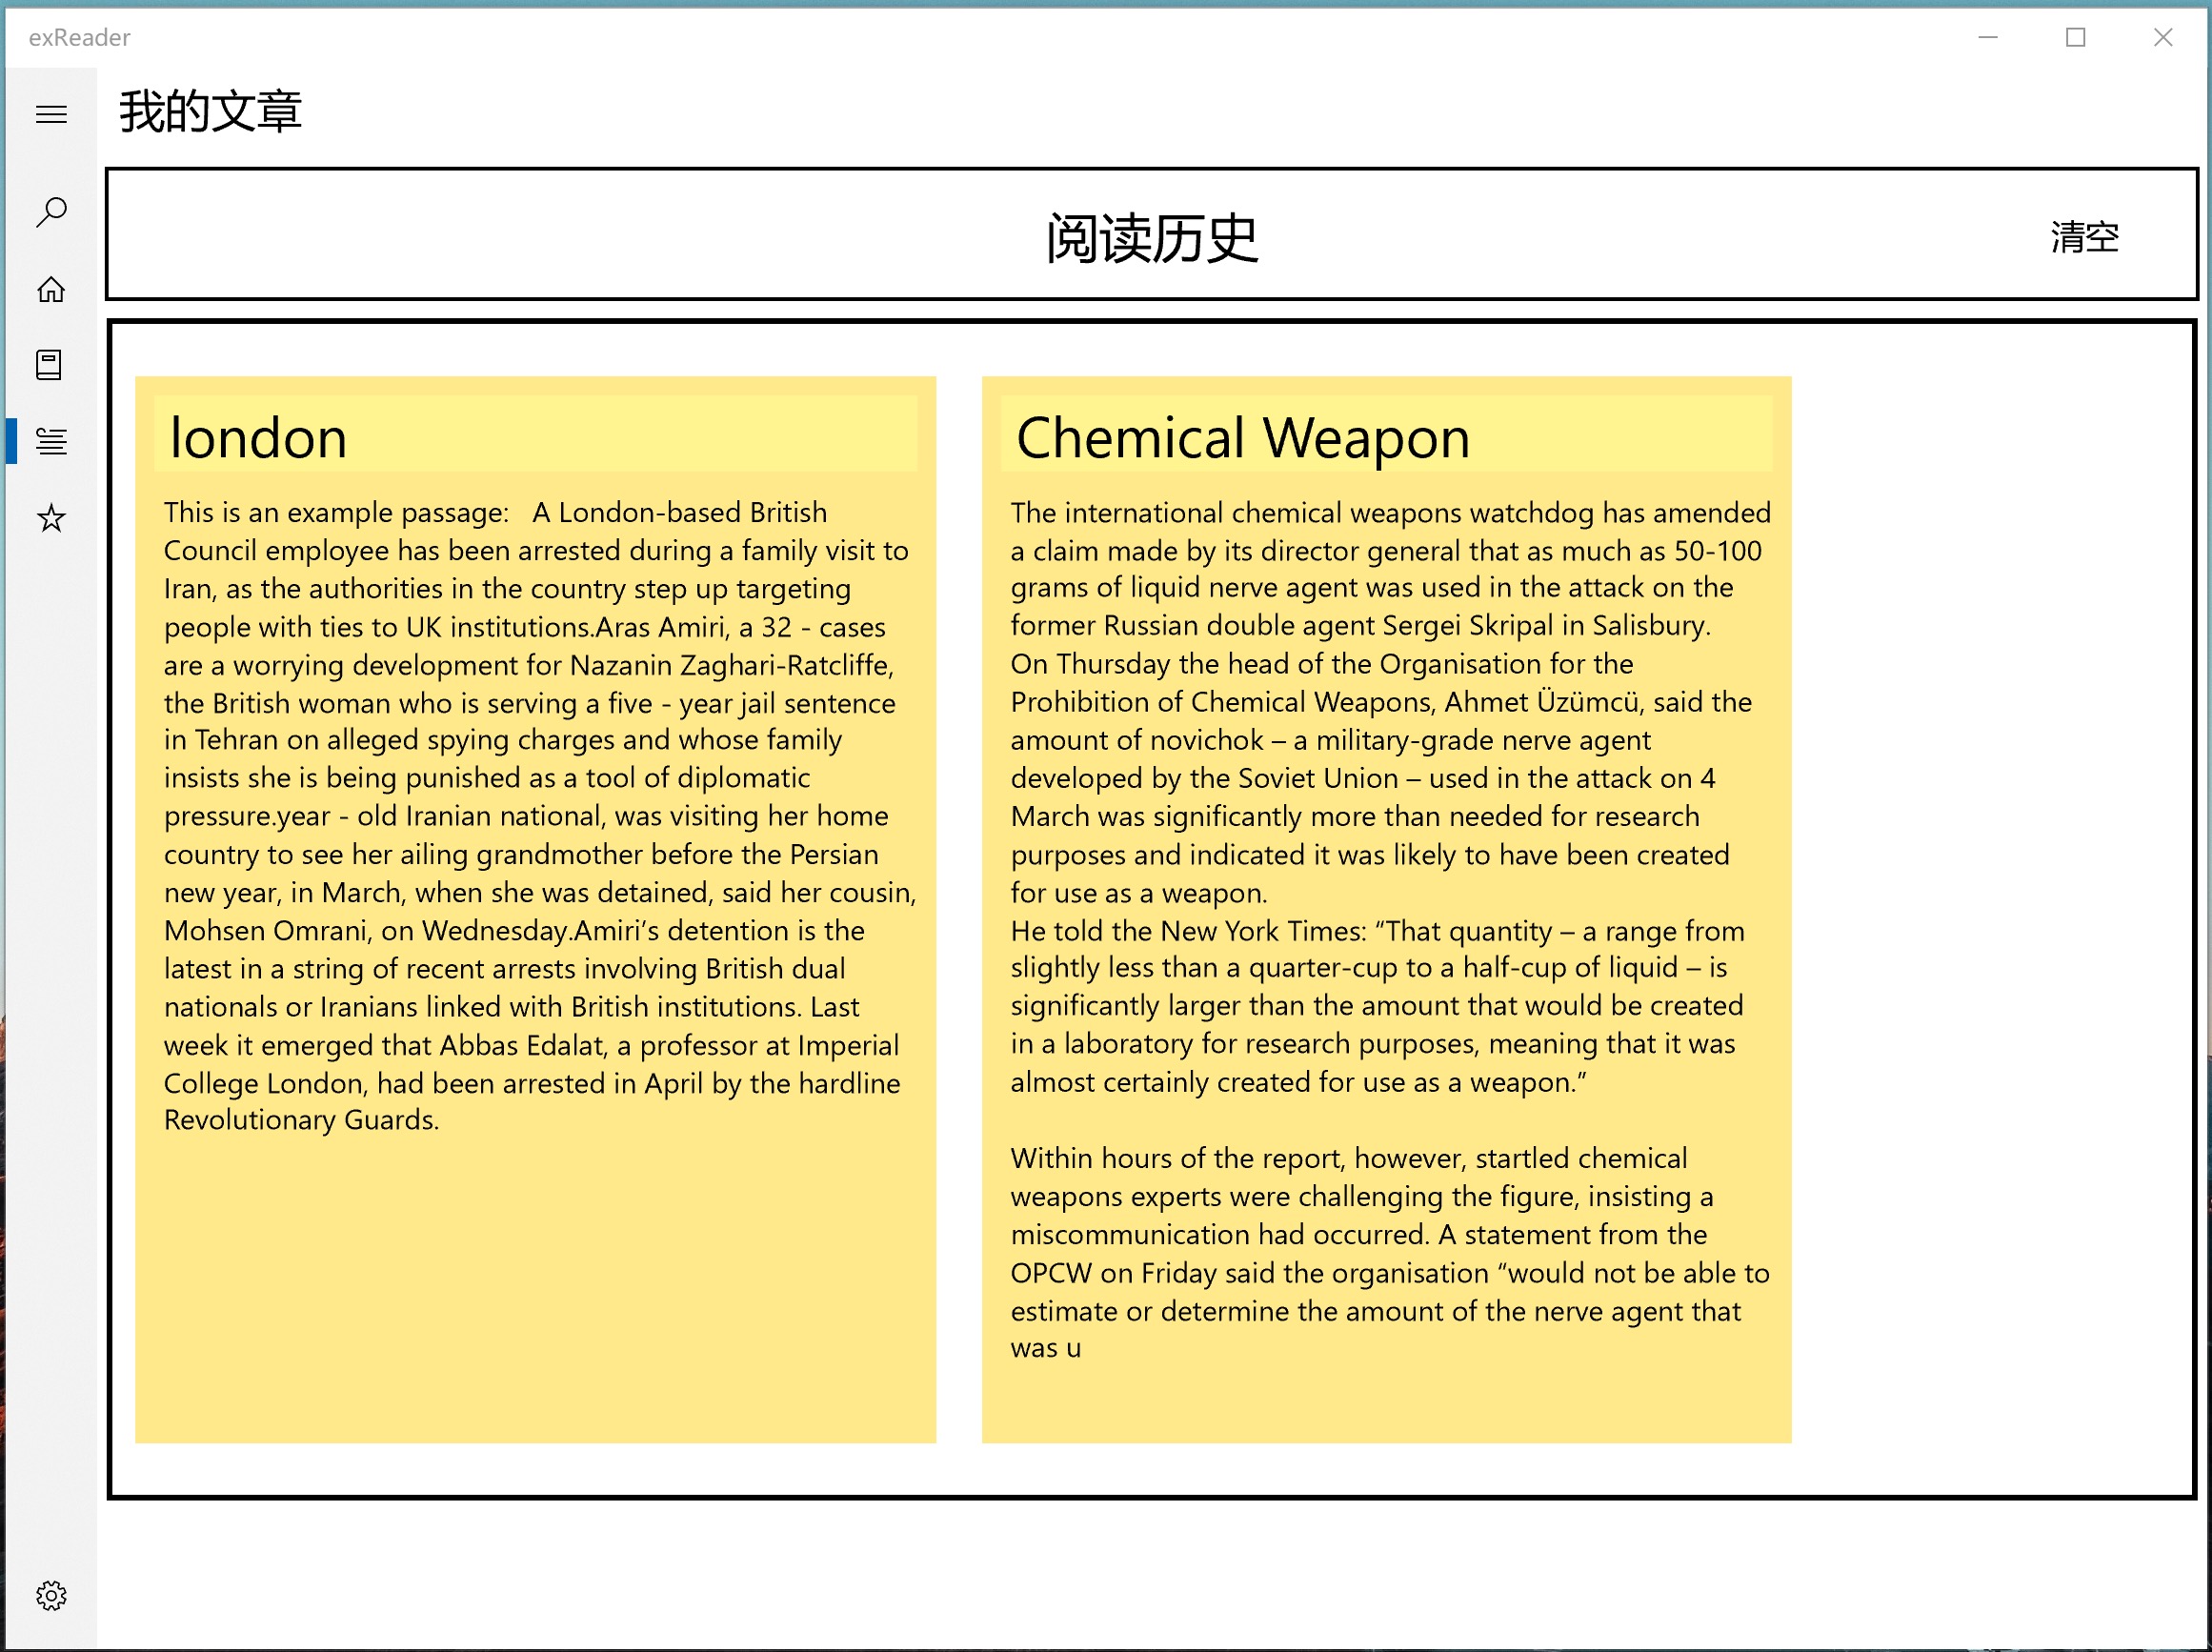 exReader
我的文章
阅读历史
清空
london
This is an example passage:   A London-based British
Council employee has been arrested during a family visit to
Iran, as the authorities in the country step up targeting
people with ties to UK institutions.Aras Amiri, a 32 - cases
are a worrying development for Nazanin Zaghari-Ratcliffe,
the British woman who is serving a five - year jail sentence
in Tehran on alleged spying charges and whose family
insists she is being punished as a tool of diplomatic
pressure.year - old Iranian national, was visiting her home
country to see her ailing grandmother before the Persian
new year, in March, when she was detained, said her cousin,
Mohsen Omrani, on Wednesday.Amiri’s detention is the
latest in a string of recent arrests involving British dual
nationals or Iranians linked with British institutions. Last
week it emerged that Abbas Edalat, a professor at Imperial
College London, had been arrested in April by the hardline
Revolutionary Guards.
Chemical Weapon
The international chemical weapons watchdog has amended
a claim made by its director general that as much as 50-100
grams of liquid nerve agent was used in the attack on the
former Russian double agent Sergei Skripal in Salisbury.
On Thursday the head of the Organisation for the
Prohibition of Chemical Weapons, Ahmet Üzümcü, said the
amount of novichok – a military-grade nerve agent
developed by the Soviet Union – used in the attack on 4
March was significantly more than needed for research
purposes and indicated it was likely to have been created
for use as a weapon.
He told the New York Times: “That quantity – a range from
slightly less than a quarter-cup to a half-cup of liquid – is
significantly larger than the amount that would be created
in a laboratory for research purposes, meaning that it was
almost certainly created for use as a weapon.”
Within hours of the report, however, startled chemical
weapons experts were challenging the figure, insisting a
miscommunication had occurred. A statement from the
OPCW on Friday said the organisation “would not be able to
estimate or determine the amount of the nerve agent that
was u